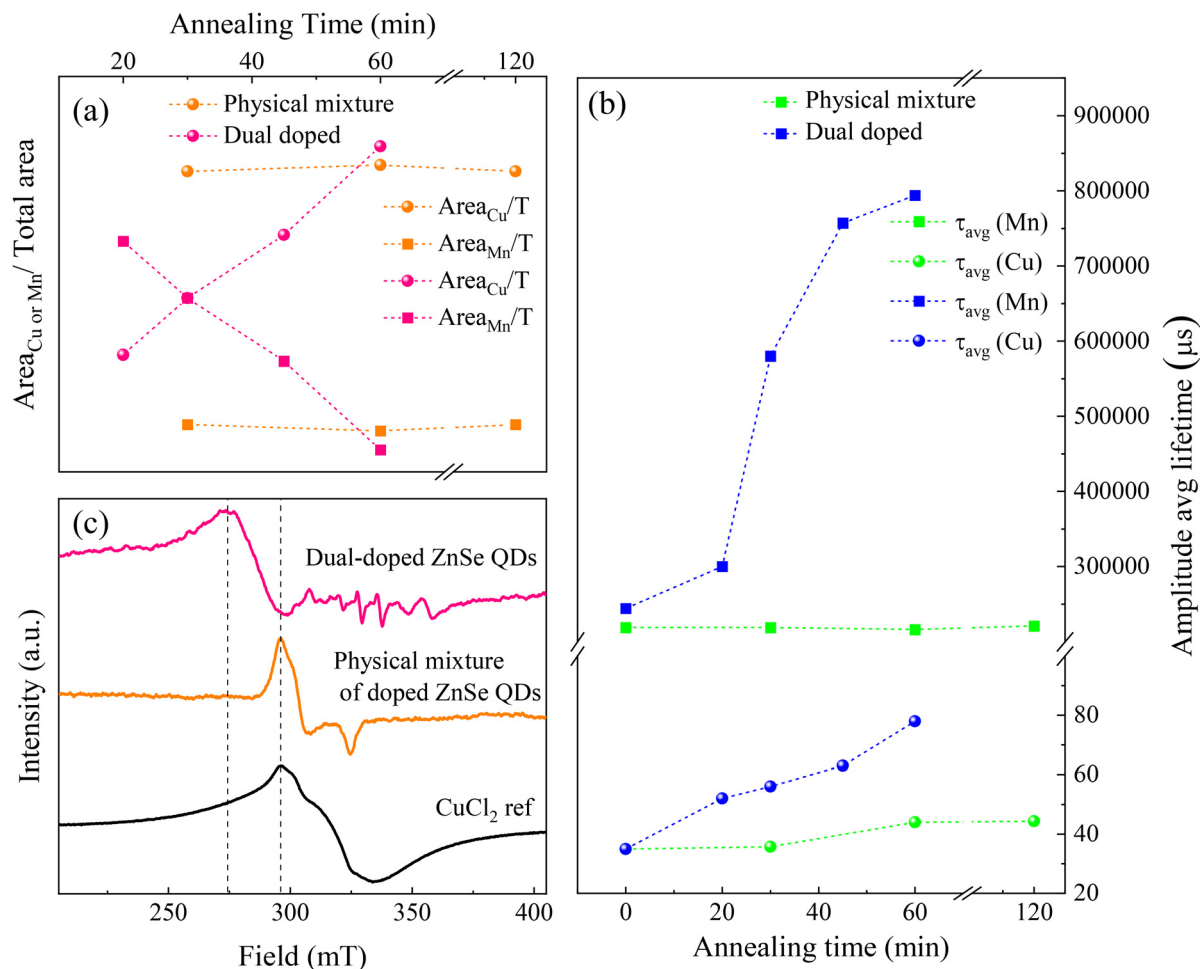 Annealing Time (min)
20 40 60 120
(a)
Physical mixture
Dual doped
Area_Cu/T
Area_Mn/T
Area_Cu/T
Area_Mn/T
Area_Cu or Mn/ Total area
(c)
Dual-doped ZnSe QDs
Physical mixture
of doped ZnSe QDs
CuCl₂ ref
Intensity (a.u.)
250 300 350 400
Field (mT)
(b)
Physical mixture
Dual doped
τ_avg (Mn)
τ_avg (Cu)
τ_avg (Mn)
τ_avg (Cu)
900000
800000
700000
600000
500000
400000
300000
80
60
40
20
Amplitude avg lifetime (μs)
0 20 40 60 120
Annealing time (min)